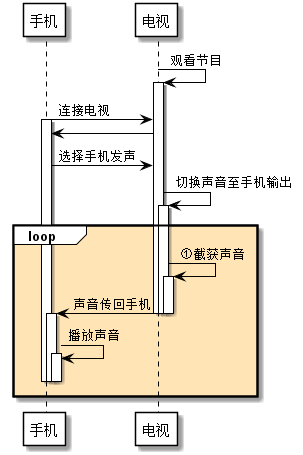 手机 电视
观看节目
连接电视
选择手机发声
切换声音至手机输出
loop
①截获声音
声音传回手机
播放声音
手机 电视